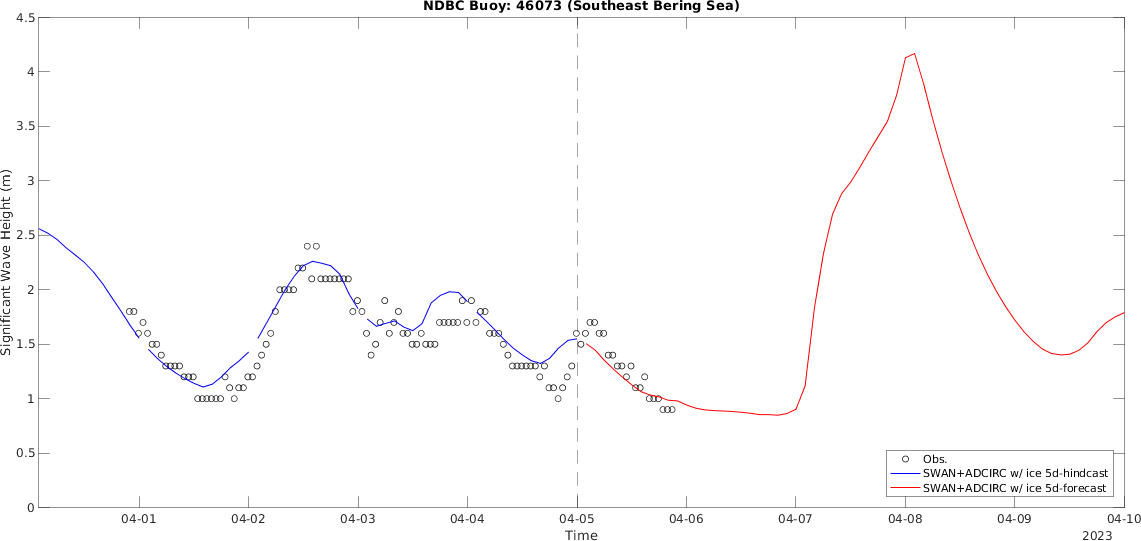 NDBC Buoy: 46073 (Southeast Bering Sea)
4.5
4
3.5
3
2.5
2
1.5
1
0.5
0
Significant Wave Height (m)
Obs.
SWAN+ADCIRC w/ ice 5d-hindcast
SWAN+ADCIRC w/ ice 5d-forecast
04-01 04-02 04-03 04-04 04-05 04-06 04-07 04-08 04-09 04-10
Time
2023